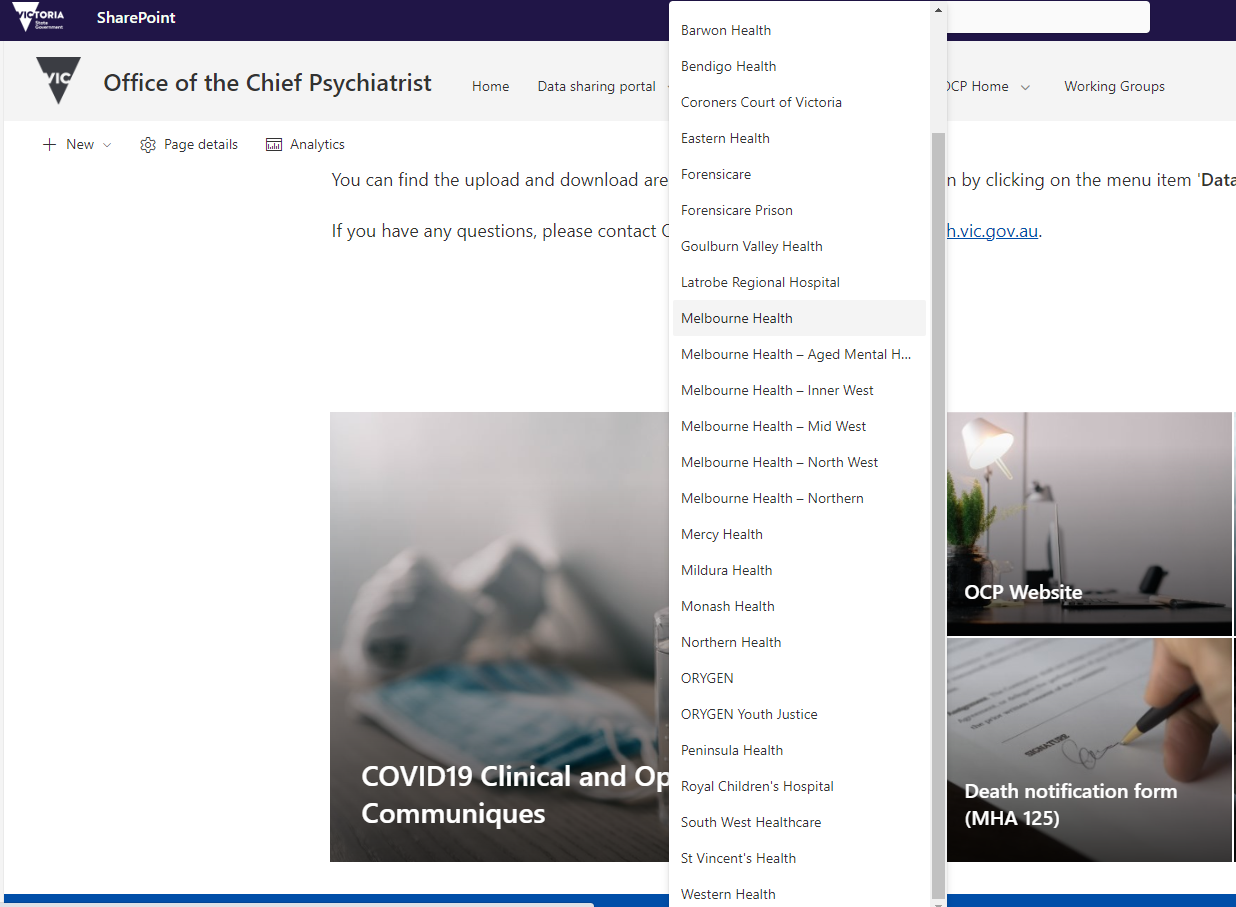 VICTORIA
State
Government
SharePoint
VIC
Office of the Chief Psychiatrist
Home
Data sharing portal
OCP Home
Working Groups
New
Page details
Analytics
You can find the upload and download are
n by clicking on the menu item 'Data
If you have any questions, please contact
h.vic.gov.au.
Barwon Health
Bendigo Health
Coroners Court of Victoria
Eastern Health
Forensicare
Forensicare Prison
Goulburn Valley Health
Latrobe Regional Hospital
Melbourne Health
Melbourne Health – Aged Mental H...
Melbourne Health – Inner West
Melbourne Health – Mid West
Melbourne Health – North West
Melbourne Health – Northern
Mercy Health
Mildura Health
Monash Health
Northern Health
ORYGEN
ORYGEN Youth Justice
Peninsula Health
Royal Children's Hospital
South West Healthcare
St Vincent's Health
Western Health
COVID19 Clinical and Op
Communiques
OCP Website
SIGNATURE
Death notification form
(MHA 125)